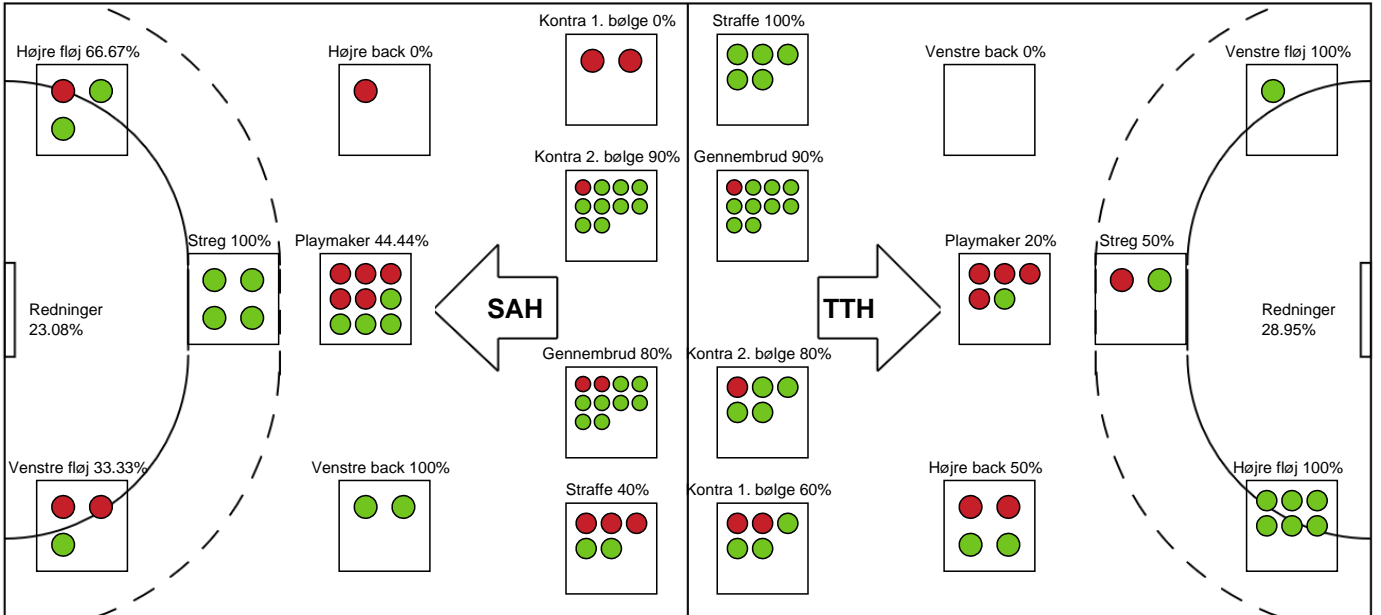 Kontra 1. bølge 0%
Straffe 100%
Højre fløj 66.67%
Højre back 0%
Venstre back 0%
Venstre fløj 100%
Kontra 2. bølge 90%
Gennembrud 90%
Streg 100%
Playmaker 44.44%
Playmaker 20%
Streg 50%
Redninger
23.08%
SAH
TTH
Redninger
28.95%
Gennembrud 80%
Kontra 2. bølge 80%
Venstre fløj 33.33%
Venstre back 100%
Straffe 40%
Kontra 1. bølge 60%
Højre back 50%
Højre fløj 100%